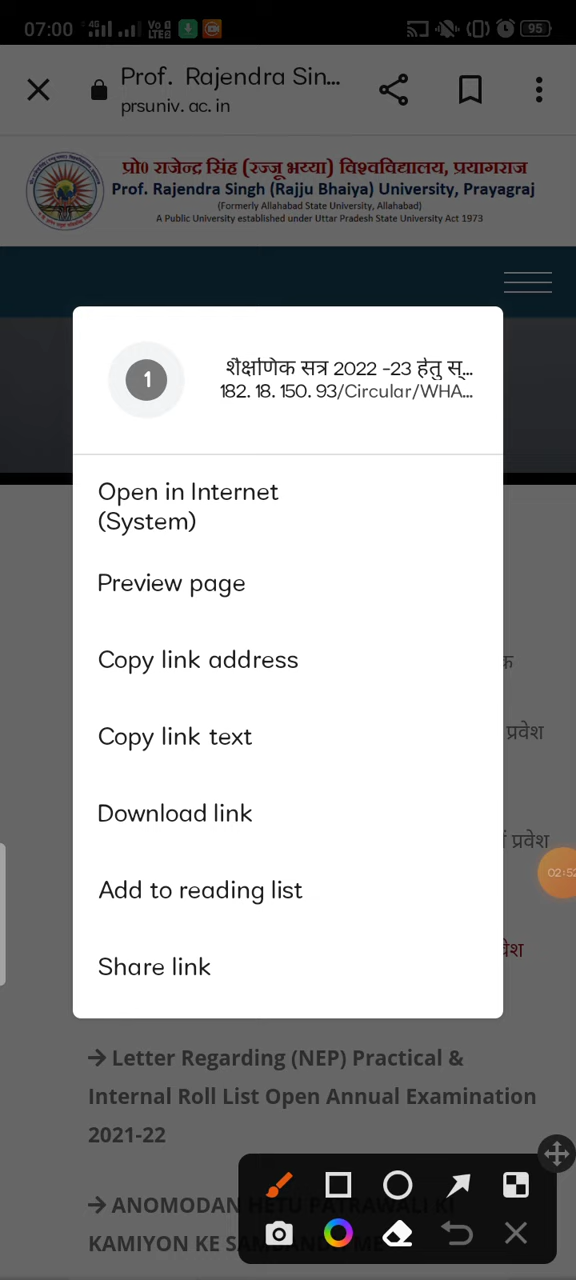 07:00 4G Vo LTE2 95
Prof. Rajendra Sin...
prsuniv. ac. in
प्रो० राजेन्द्र सिंह (रज्जू भय्या) विश्वविद्यालय, प्रयागराज
Prof. Rajendra Singh (Rajju Bhaiya) University, Prayagraj
(Formerly Allahabad State University, Allahabad)
A Public University established under Uttar Pradesh State University Act 1973
1
शैक्षणिक सत्र 2022 -23 हेतु स्...
182. 18. 150. 93/Circular/WHA...
Open in Internet
(System)
Preview page
Copy link address
प्रवेश
Copy link text
Download link
प्रवेश
02:52
Add to reading list
Share link
→ Letter Regarding (NEP) Practical &
Internal Roll List Open Annual Examination
2021-22
→ ANOMODAN HETU PATRAWALI KI
KAMIYON KE